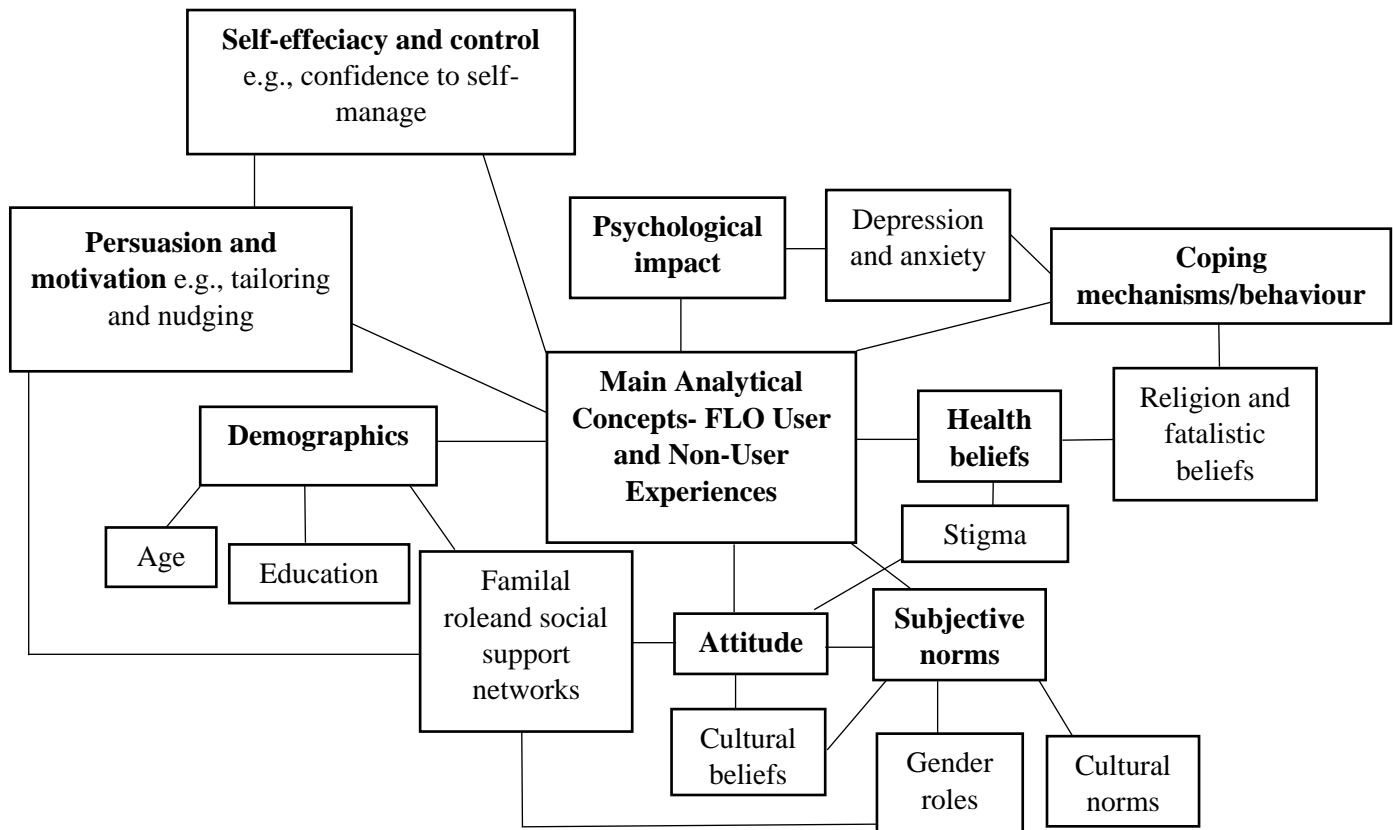 Self-effeciacy and control
e.g., confidence to self-
manage
Persuasion and
motivation e.g., tailoring
and nudging
Psychological
impact
Depression
and anxiety
Coping
mechanisms/behaviour
Main Analytical
Concepts- FLO User
and Non-User
Experiences
Demographics
Health
beliefs
Religion and
fatalistic
beliefs
Age
Education
Familal
roleand social
support
networks
Stigma
Attitude
Subjective
norms
Cultural
beliefs
Gender
roles
Cultural
norms